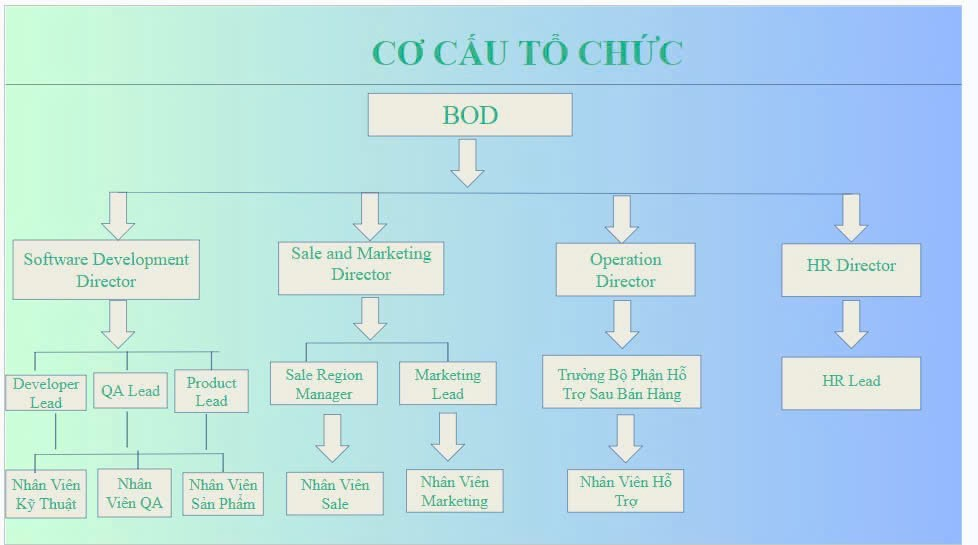 CƠ CẤU TỔ CHỨC
BOD
Software Development
Director
Sale and Marketing
Director
Operation
Director
HR Director
Developer
Lead
QA Lead
Product
Lead
Sale Region
Manager
Marketing
Lead
Trưởng Bộ Phận Hỗ
Trợ Sau Bán Hàng
HR Lead
Nhân Viên
Kỹ Thuật
Nhân
Viên QA
Nhân Viên
Sản Phẩm
Nhân Viên
Sale
Nhân Viên
Marketing
Nhân Viên Hỗ
Trợ